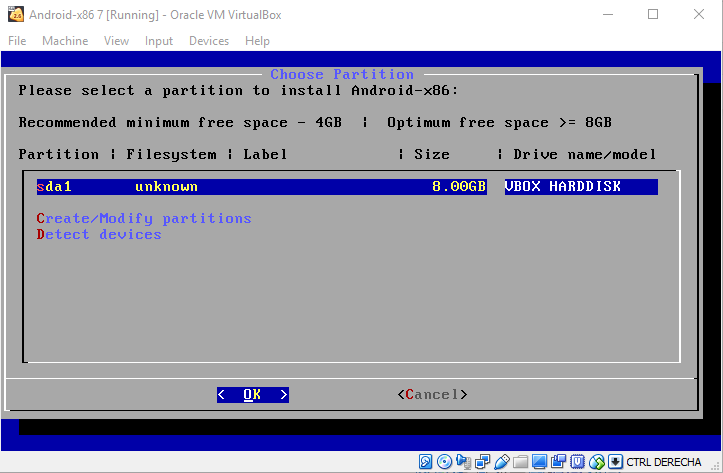 Android-x86 7 [Running] - Oracle VM VirtualBox
File Machine View Input Devices Help
Choose Partition
Please select a partition to install Android-x86:
Recommended minimum free space - 4GB | Optimum free space >= 8GB
Partition | Filesystem | Label | Size | Drive name/model
sda1 unknown 8.00GB VBOX HARDDISK
Create/Modify partitions
Detect devices
< OK > <Cancel>
CTRL DERECHA